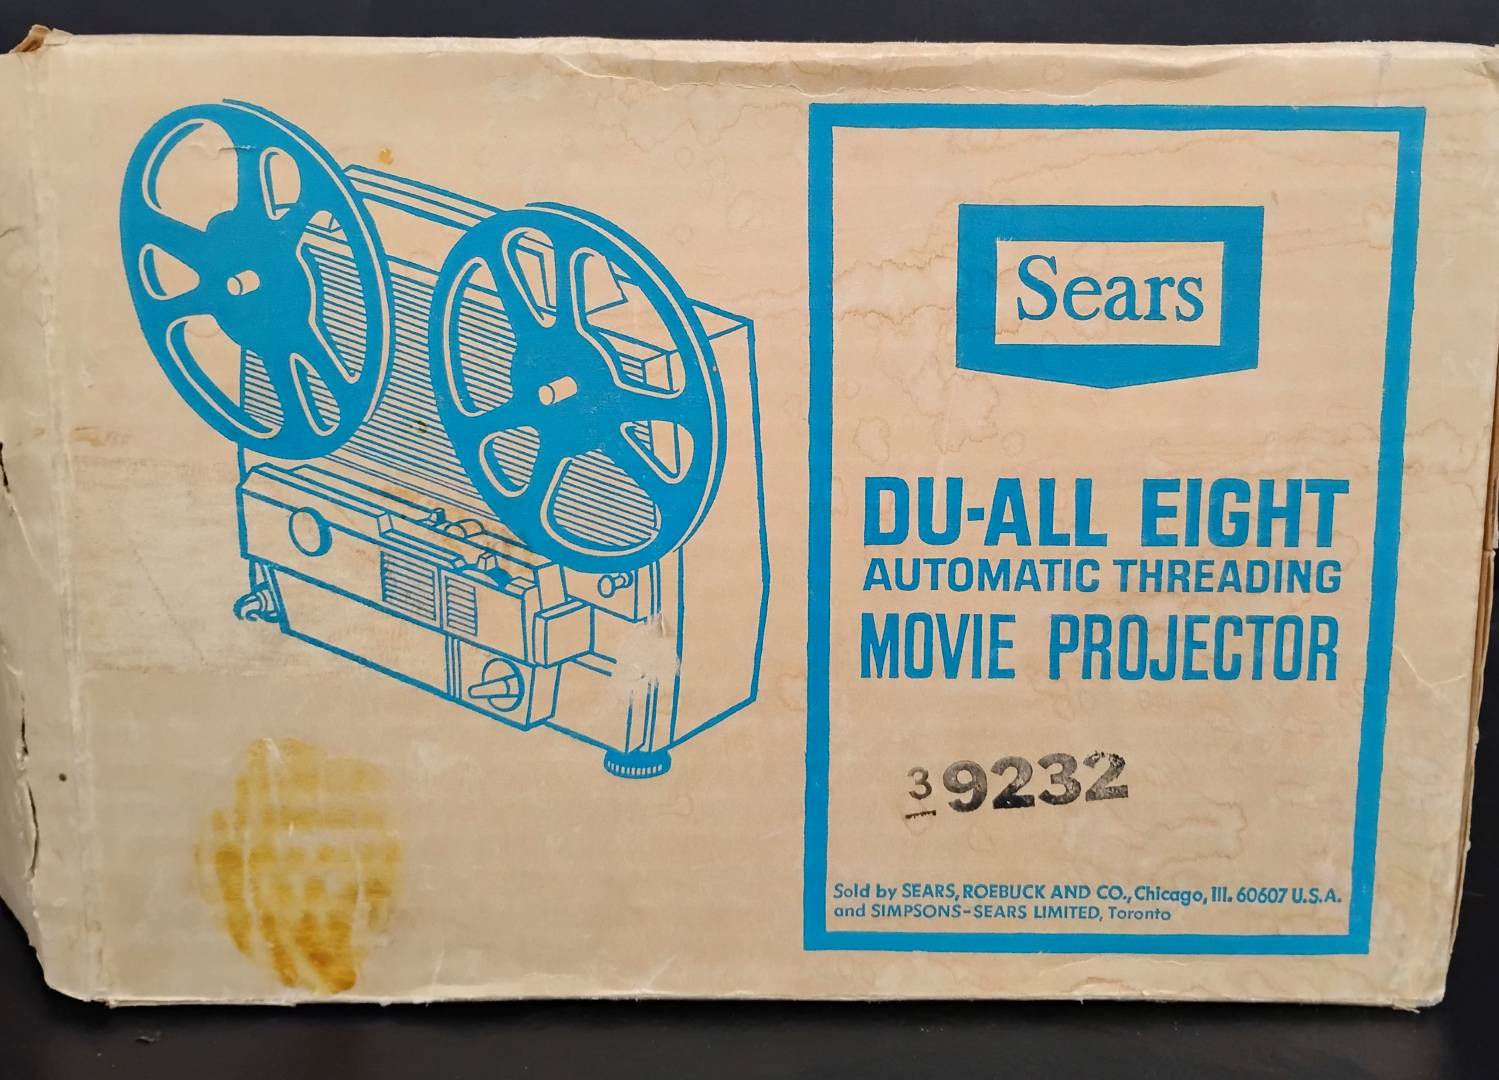 Sears
DU-ALL EIGHT
AUTOMATIC THREADING
MOVIE PROJECTOR
3 9232
Sold by SEARS, ROEBUCK AND CO., Chicago, Ill. 60607 U.S.A.
and SIMPSONS-SEARS LIMITED, Toronto